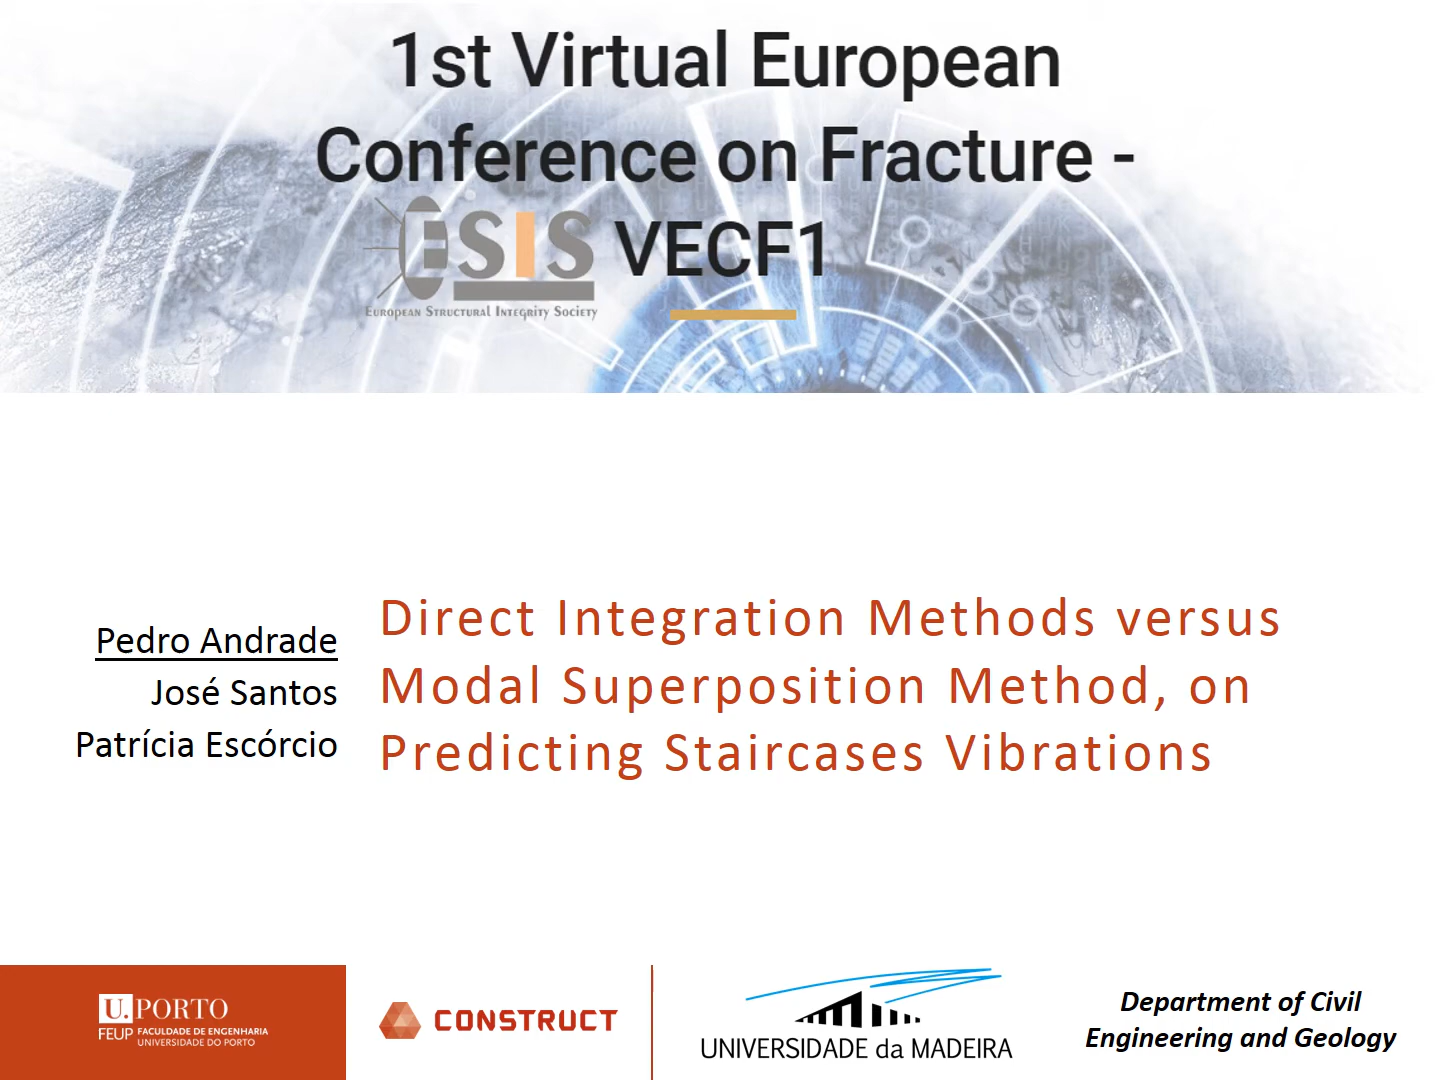 1st Virtual European
Conference on Fracture -
ESIS VECF1
European Structural Integrity Society
Pedro Andrade
José Santos
Patrícia Escórcio
Direct Integration Methods versus
Modal Superposition Method, on
Predicting Staircases Vibrations
U. PORTO
FEUP FACULDADE DE ENGENHARIA
UNIVERSIDADE DO PORTO
CONSTRUCT
UNIVERSIDADE da MADEIRA
Department of Civil
Engineering and Geology